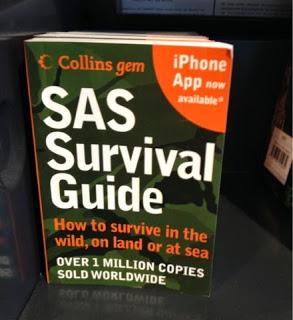 Collins gem
iPhone
App now
available*
SAS
Survival
Guide
How to survive in the
wild, on land or at sea
OVER 1 MILLION COPIES
SOLD WORLDWIDE